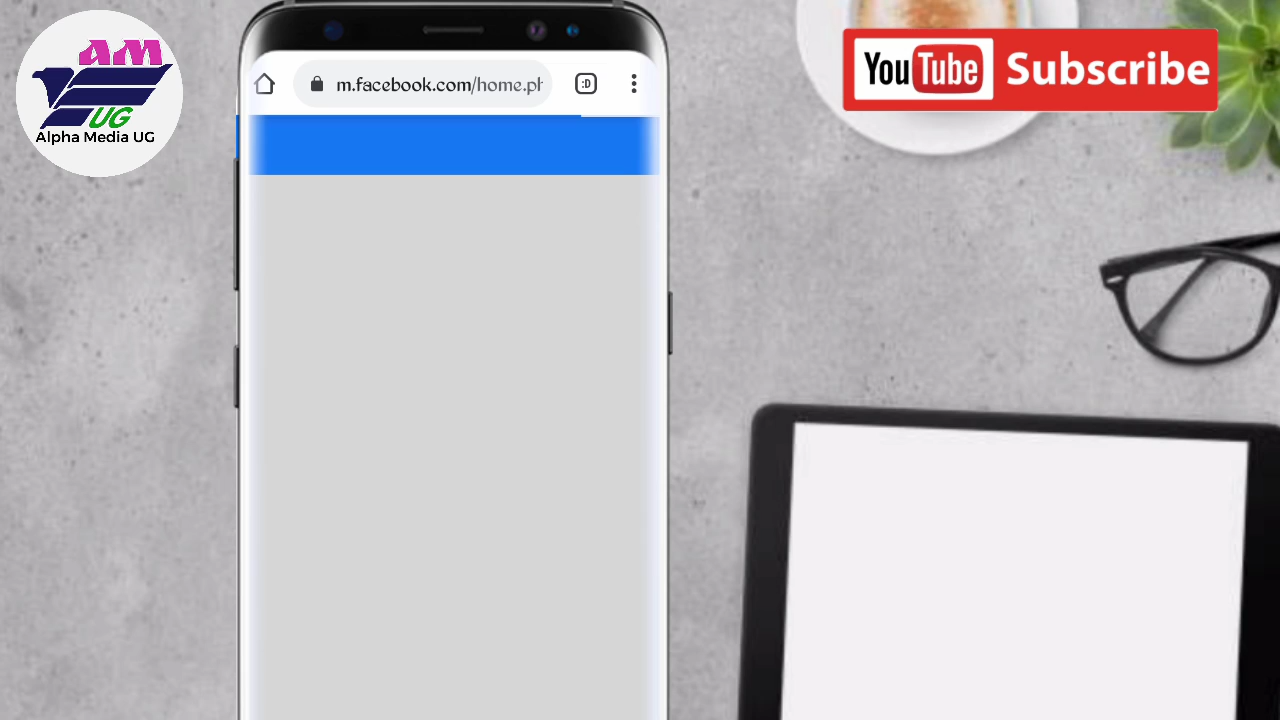 AM
UG
Alpha Media UG
m.facebook.com/home.ph
:D
YouTube Subscribe